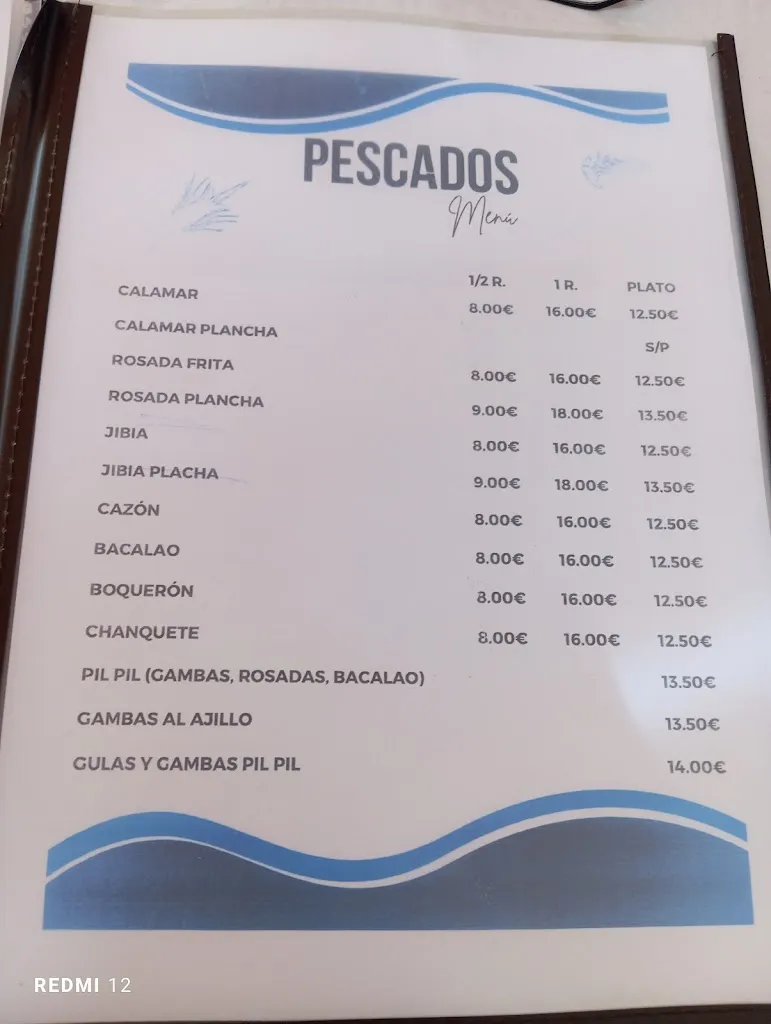 PESCADOS
Menú
1/2 R. 1 R. PLATO
CALAMAR 8.00€ 16.00€ 12.50€
CALAMAR PLANCHA S/P
ROSADA FRITA 8.00€ 16.00€ 12.50€
ROSADA PLANCHA 9.00€ 18.00€ 13.50€
JIBIA 8.00€ 16.00€ 12.50€
JIBIA PLACHA 9.00€ 18.00€ 13.50€
CAZÓN 8.00€ 16.00€ 12.50€
BACALAO 8.00€ 16.00€ 12.50€
BOQUERÓN 8.00€ 16.00€ 12.50€
CHANQUETE 8.00€ 16.00€ 12.50€
PIL PIL (GAMBAS, ROSADAS, BACALAO) 13.50€
GAMBAS AL AJILLO 13.50€
GULAS Y GAMBAS PIL PIL 14.00€
REDMI 12